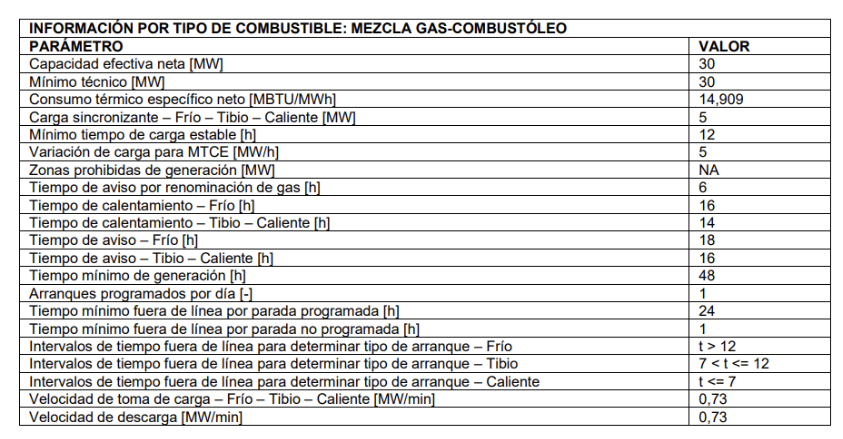 INFORMACIÓN POR TIPO DE COMBUSTIBLE: MEZCLA GAS-COMBUSTÓLEO
PARÁMETRO VALOR
Capacidad efectiva neta [MW] 30
Mínimo técnico [MW] 30
Consumo térmico específico neto [MBTU/MWh] 14,909
Carga sincronizante – Frío – Tibio – Caliente [MW] 5
Mínimo tiempo de carga estable [h] 12
Variación de carga para MTCE [MW/h] 5
Zonas prohibidas de generación [MW] NA
Tiempo de aviso por renominación de gas [h] 6
Tiempo de calentamiento – Frío [h] 16
Tiempo de calentamiento – Tibio – Caliente [h] 14
Tiempo de aviso – Frío [h] 18
Tiempo de aviso – Tibio – Caliente [h] 16
Tiempo mínimo de generación [h] 48
Arranques programados por día [-] 1
Tiempo mínimo fuera de línea por parada programada [h] 24
Tiempo mínimo fuera de línea por parada no programada [h] 1
Intervalos de tiempo fuera de línea para determinar tipo de arranque – Frío t > 12
Intervalos de tiempo fuera de línea para determinar tipo de arranque – Tibio 7 < t <= 12
Intervalos de tiempo fuera de línea para determinar tipo de arranque – Caliente t <= 7
Velocidad de toma de carga – Frío – Tibio – Caliente [MW/min] 0,73
Velocidad de descarga [MW/min] 0,73